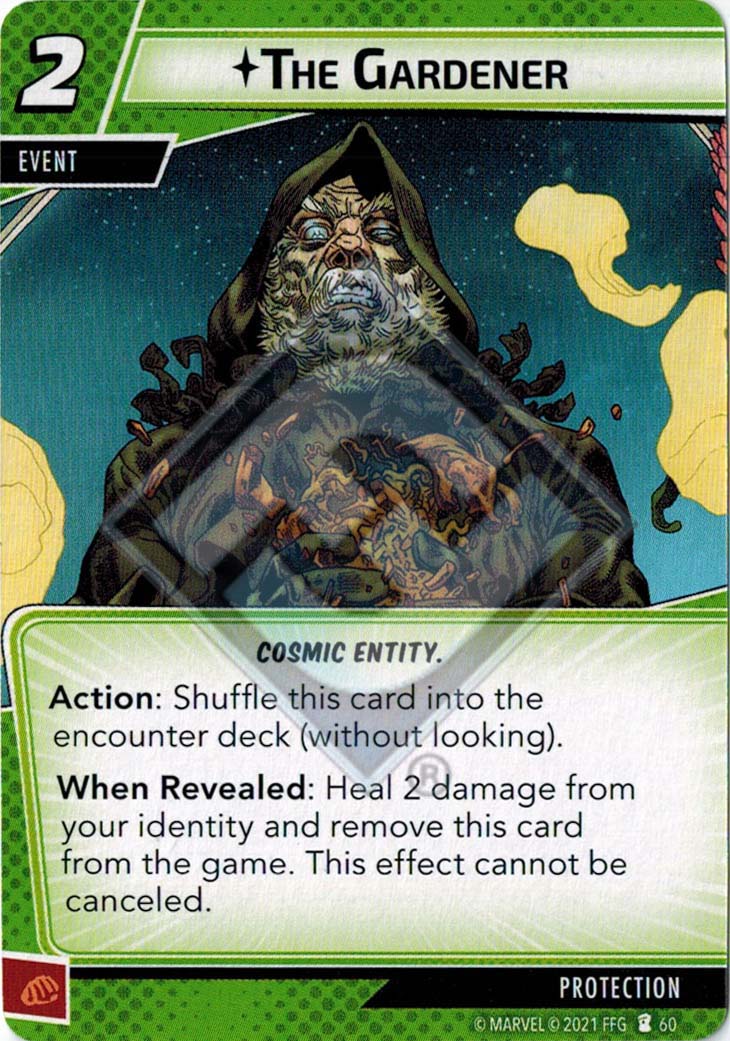 2
THE GARDENER
EVENT
COSMIC ENTITY.
Action: Shuffle this card into the
encounter deck (without looking).
When Revealed: Heal 2 damage from
your identity and remove this card
from the game. This effect cannot be
canceled.
®
PROTECTION
© MARVEL © 2021 FFG 60